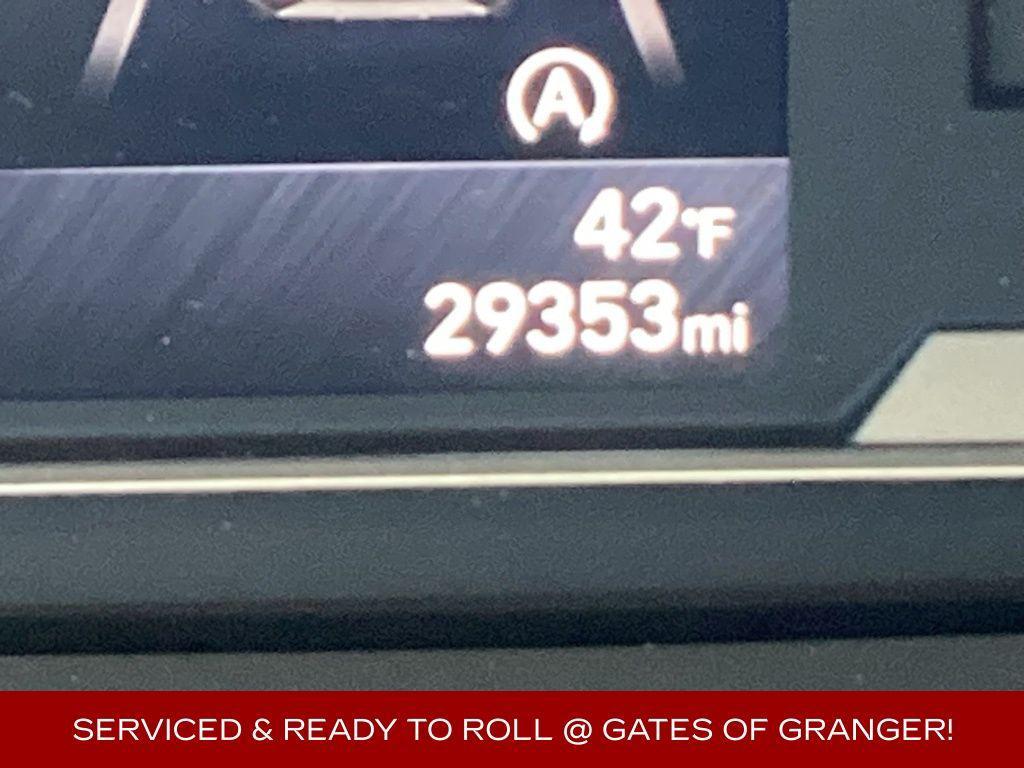 A
42°F
29353mi
SERVICED & READY TO ROLL @ GATES OF GRANGER!